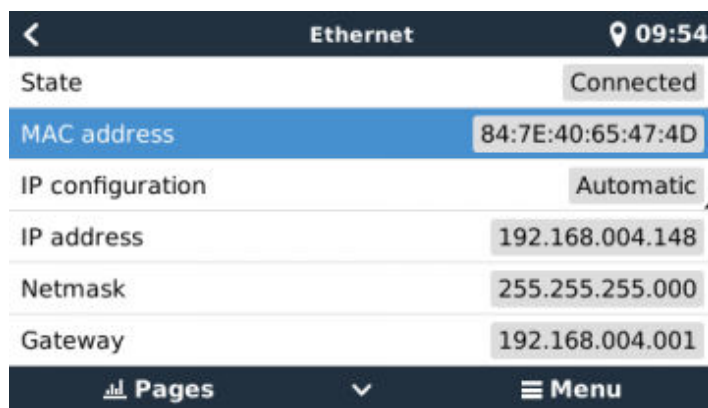 Ethernet 09:54
State Connected
MAC address 84:7E:40:65:47:4D
IP configuration Automatic
IP address 192.168.004.148
Netmask 255.255.255.000
Gateway 192.168.004.001
Pages Menu